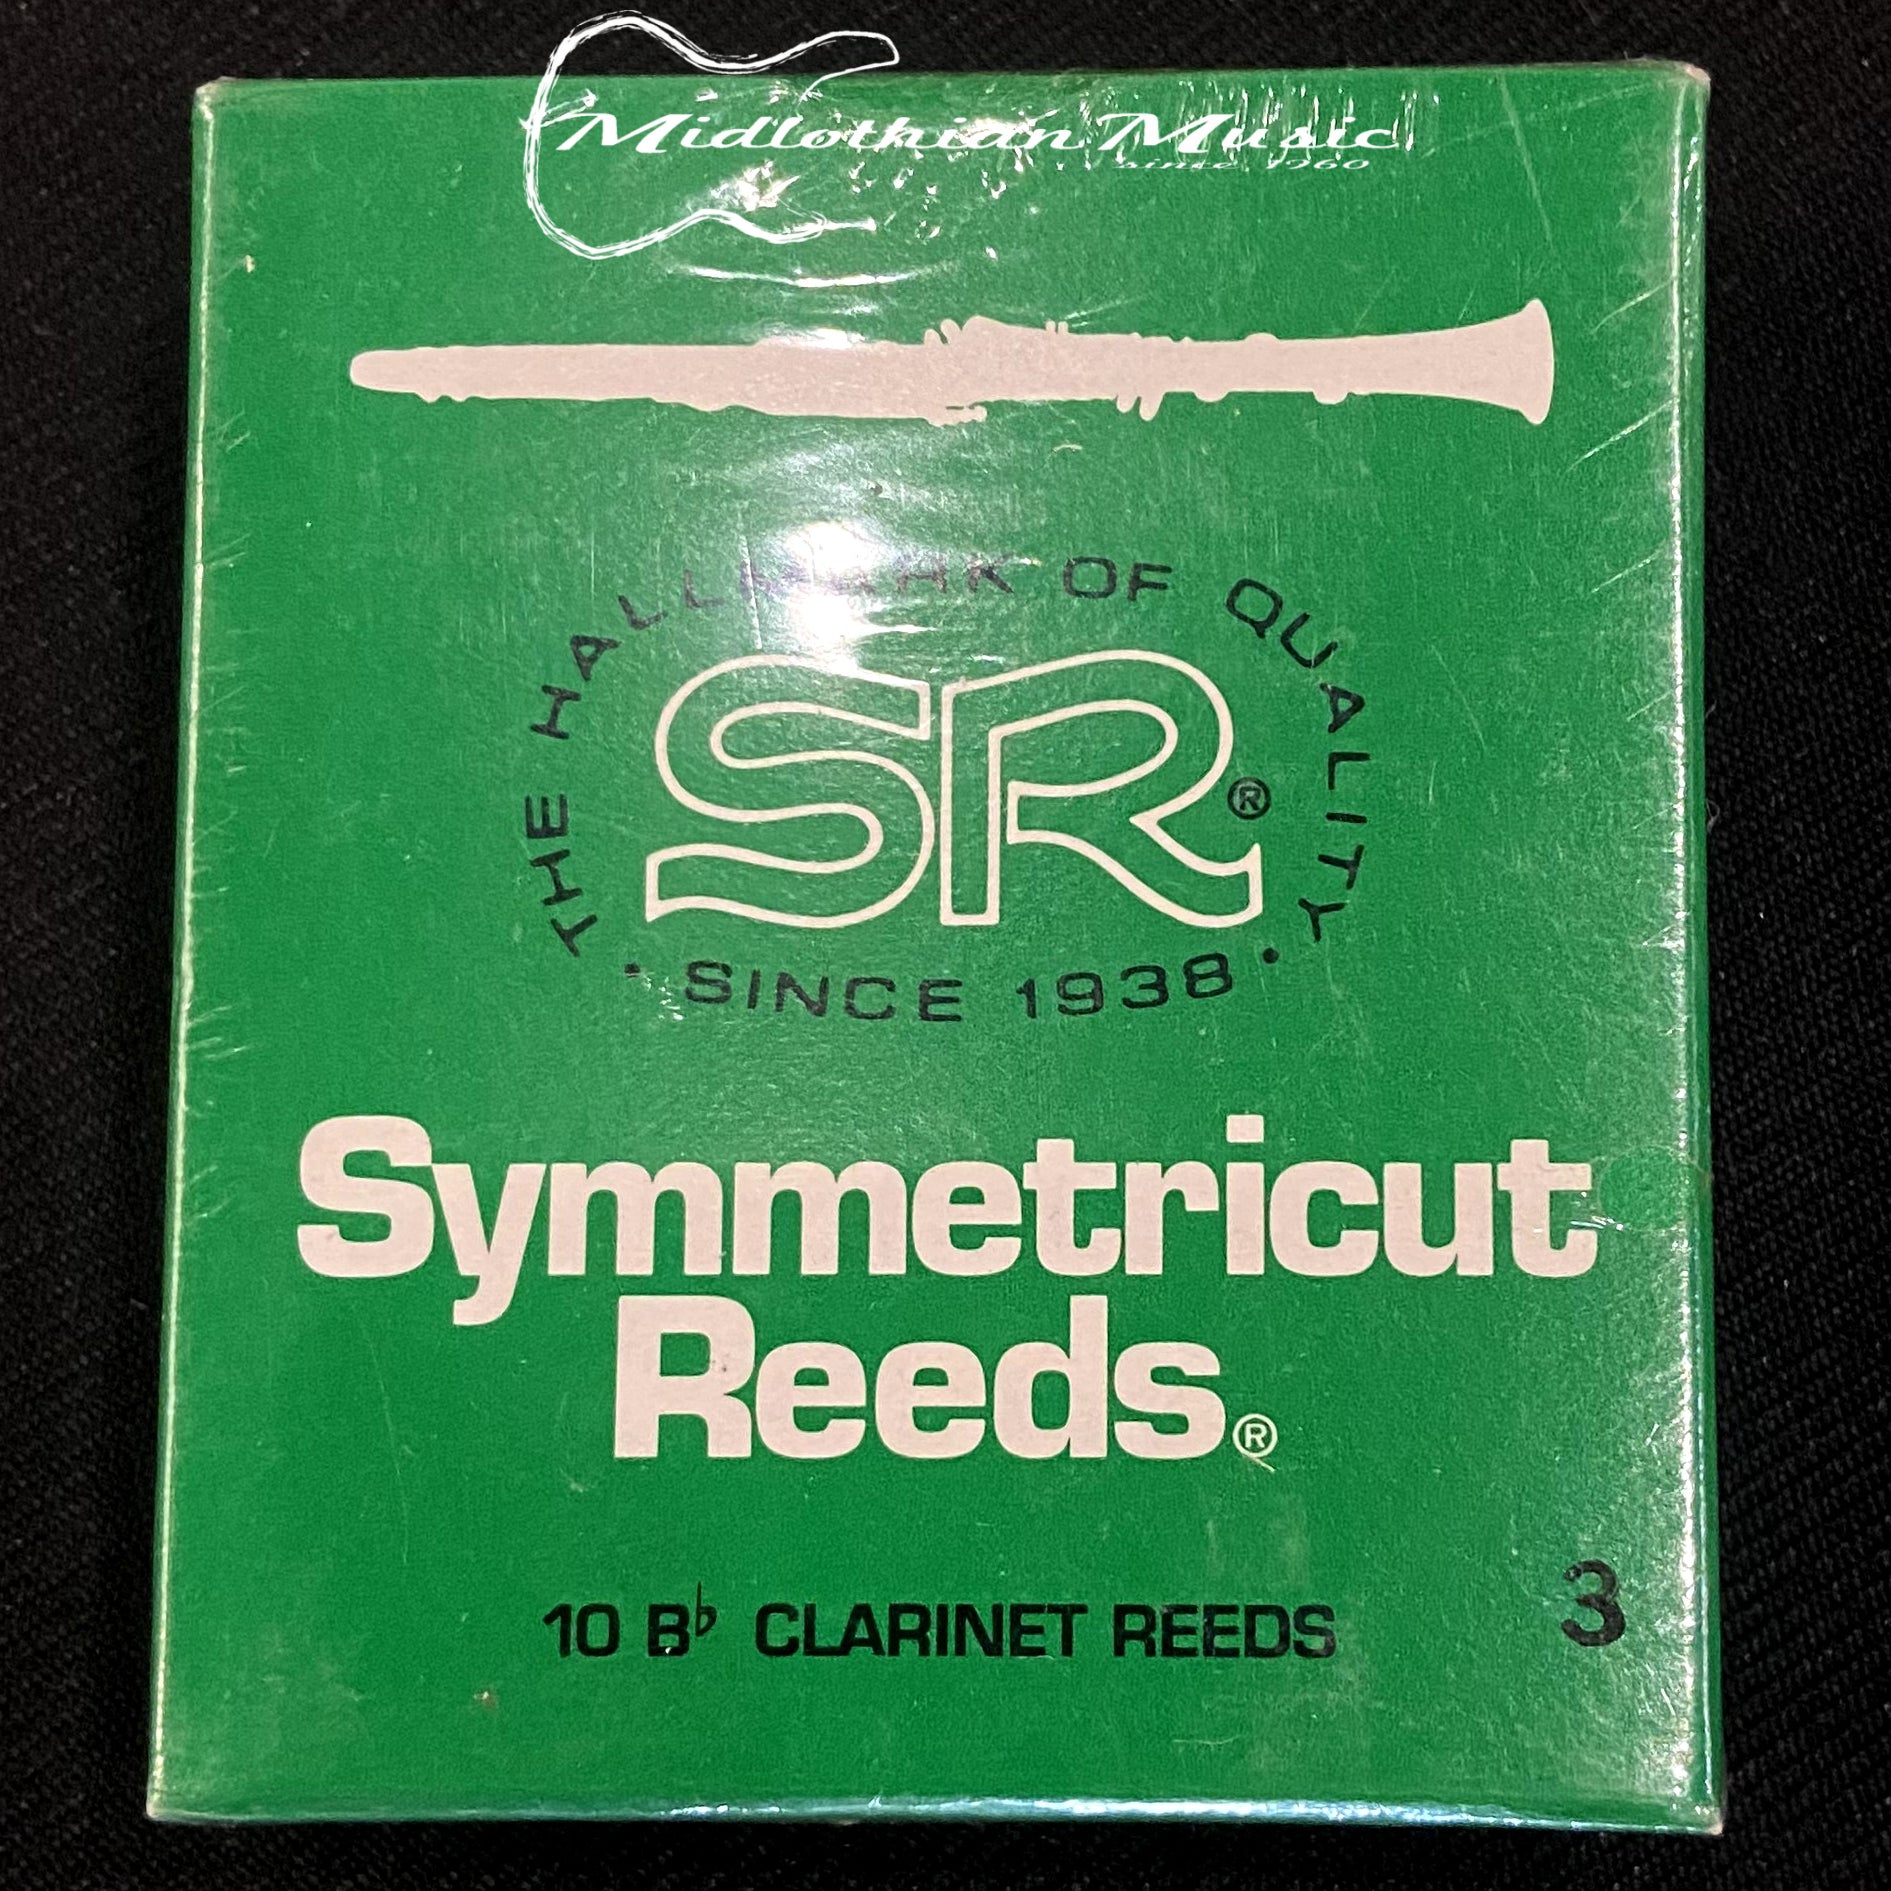 Midlothian Music
since 1960
THE HALLMARK OF QUALITY
SR®
• SINCE 1938 •
Symmetricut
Reeds®
10 B♭ CLARINET REEDS
3